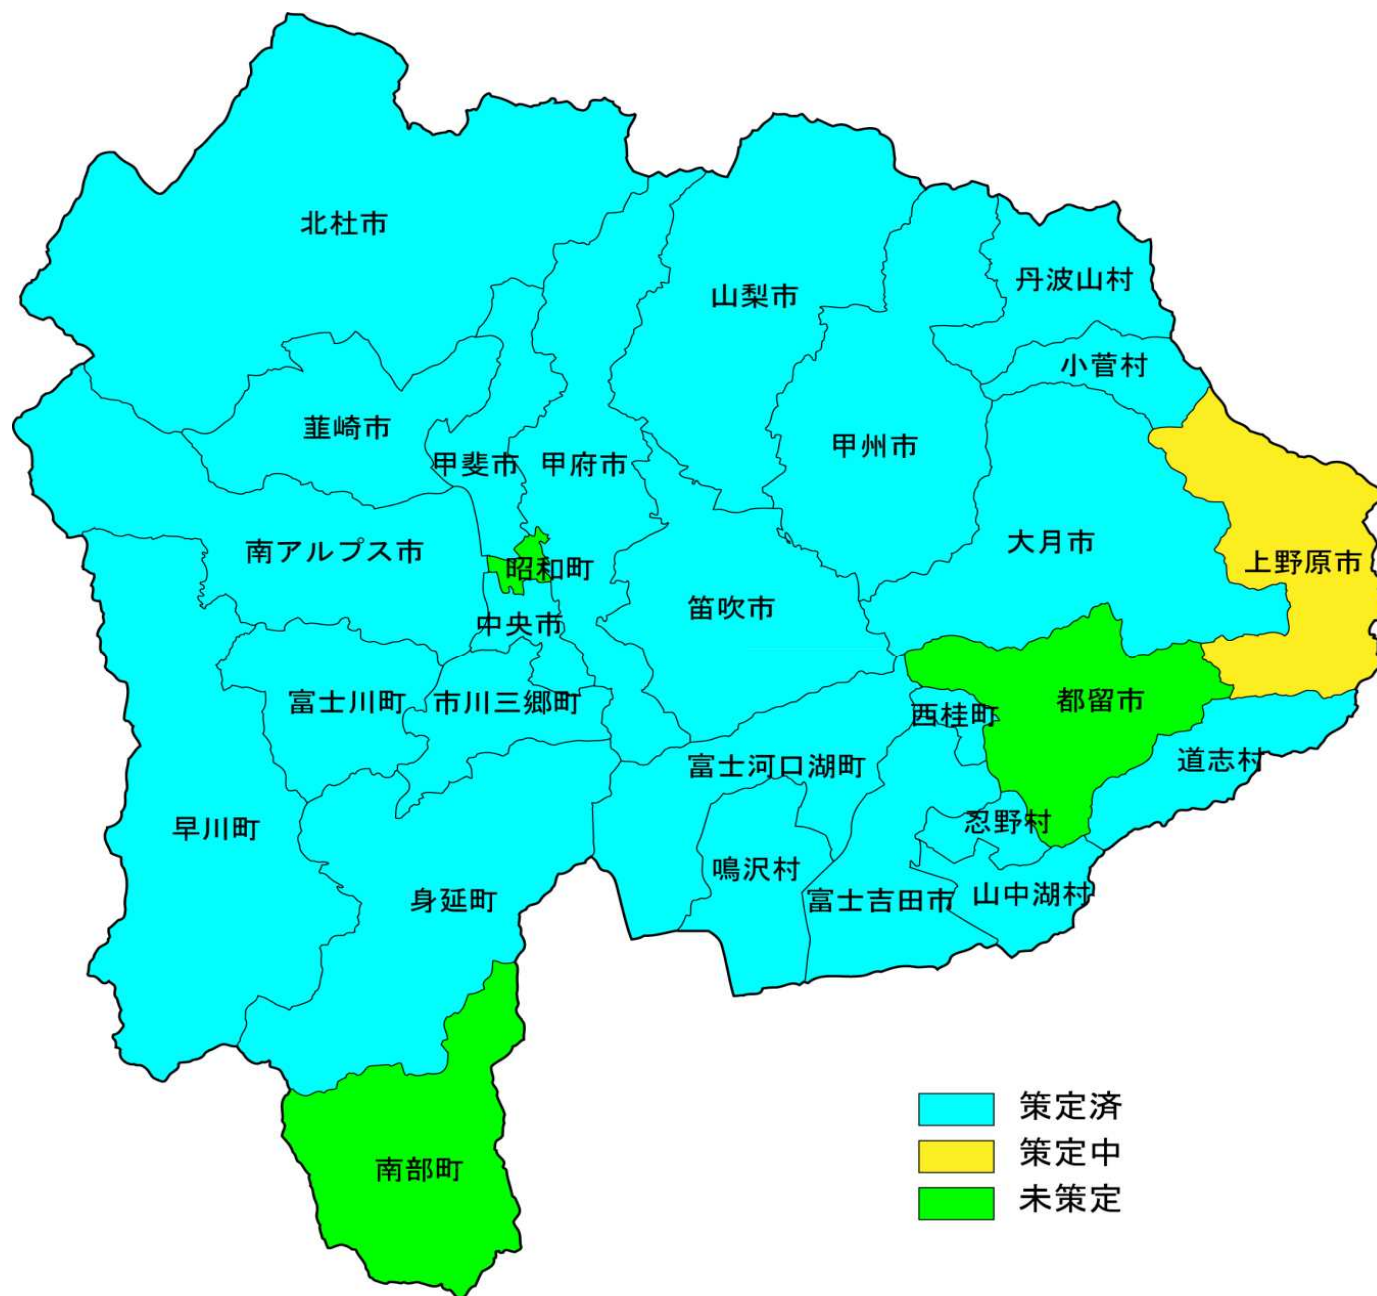 北杜市
丹波山村
山梨市
小菅村
韮崎市
甲州市
甲斐市
甲府市
大月市
南アルプス市
上野原市
昭和町
笛吹市
中央市
富士川町
市川三郷町
都留市
西桂町
道志村
富士河口湖町
忍野村
早川町
鳴沢村
身延町
富士吉田市
山中湖村
南部町
策定済
策定中
未策定